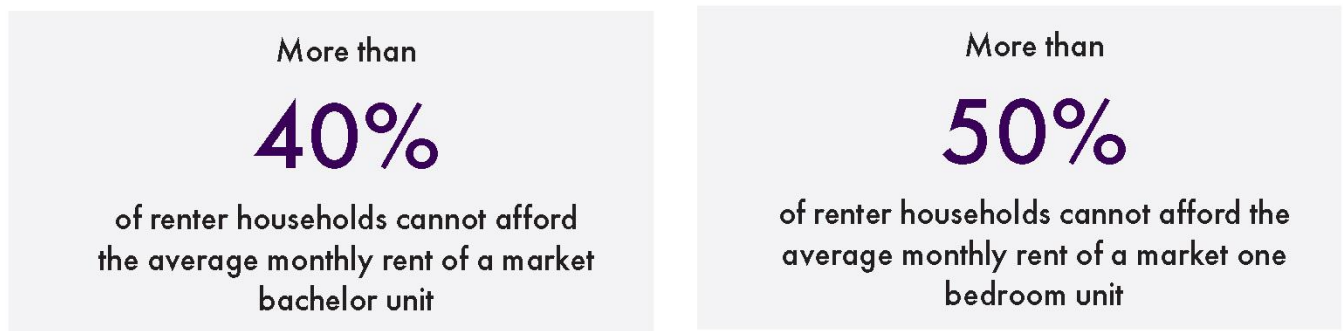 More than
40%
of renter households cannot afford
the average monthly rent of a market
bachelor unit
More than
50%
of renter households cannot afford the
average monthly rent of a market one
bedroom unit